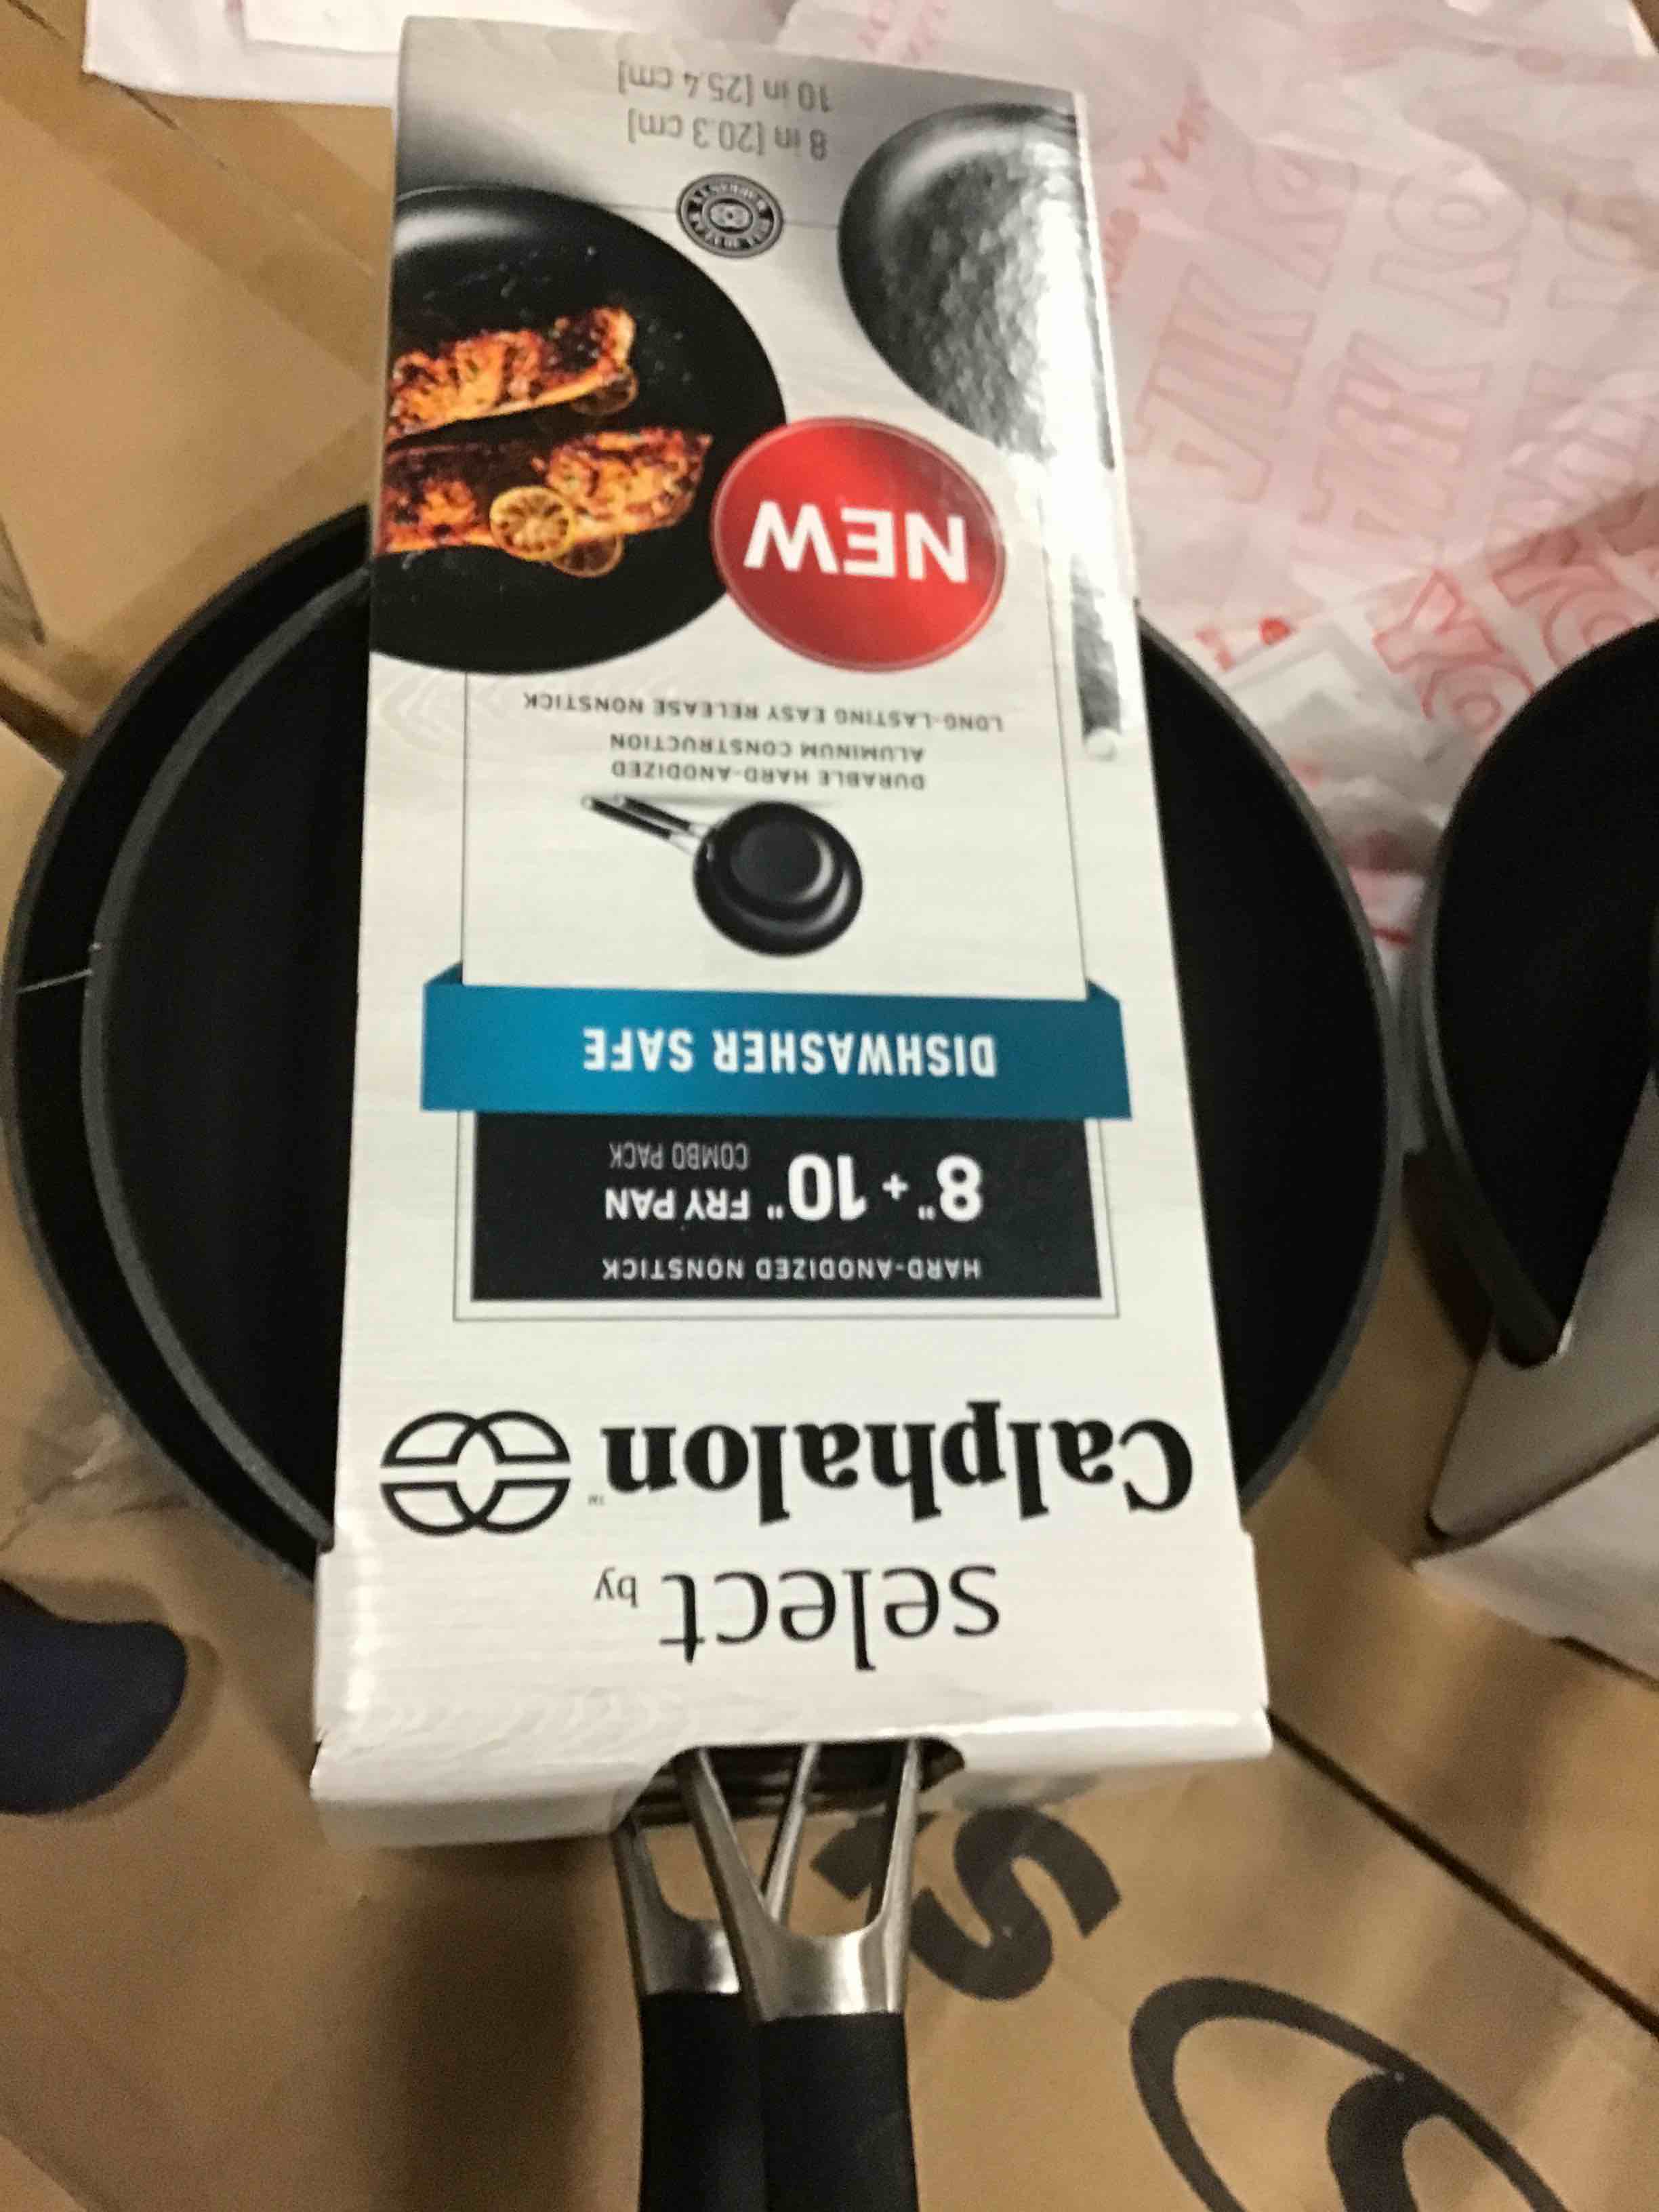 select by
Calphalon™
HARD-ANODIZED NONSTICK
8" + 10" FRY PAN
COMBO PACK
DISHWASHER SAFE
DURABLE HARD-ANODIZED
ALUMINUM CONSTRUCTION
LONG-LASTING EASY RELEASE NONSTICK
NEW
8 in [20.3 cm]
10 in [25.4 cm]
S